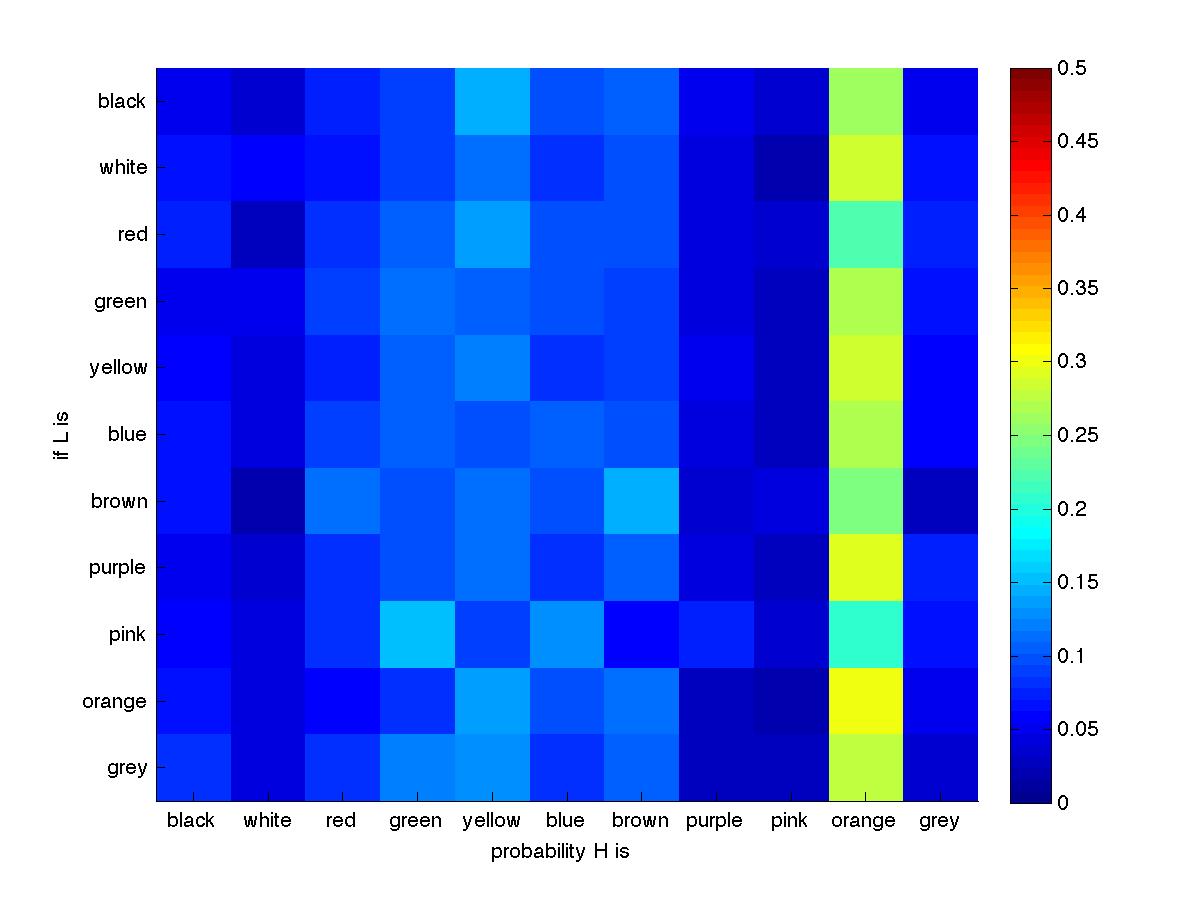 black
white
red
green
yellow
blue
brown
purple
pink
orange
grey
if L is
black white red green yellow blue brown purple pink orange grey
probability H is
0.5
0.45
0.4
0.35
0.3
0.25
0.2
0.15
0.1
0.05
0